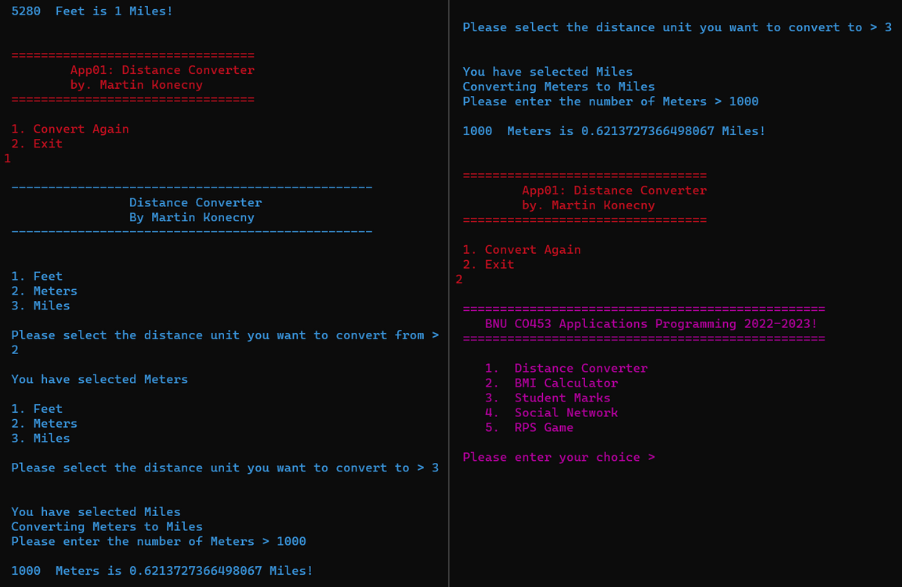 5280  Feet is 1 Miles!
=================================
App01: Distance Converter
by. Martin Konecny
=================================
1. Convert Again
2. Exit
1
-------------------------------------------------
Distance Converter
By Martin Konecny
-------------------------------------------------
1. Feet
2. Meters
3. Miles
Please select the distance unit you want to convert from >
2
You have selected Meters
1. Feet
2. Meters
3. Miles
Please select the distance unit you want to convert to > 3
You have selected Miles
Converting Meters to Miles
Please enter the number of Meters > 1000
1000  Meters is 0.6213727366498067 Miles!
Please select the distance unit you want to convert to > 3
You have selected Miles
Converting Meters to Miles
Please enter the number of Meters > 1000
1000  Meters is 0.6213727366498067 Miles!
=================================
App01: Distance Converter
by. Martin Konecny
=================================
1. Convert Again
2. Exit
2
=================================================
BNU CO453 Applications Programming 2022-2023!
=================================================
1.  Distance Converter
2.  BMI Calculator
3.  Student Marks
4.  Social Network
5.  RPS Game
Please enter your choice >